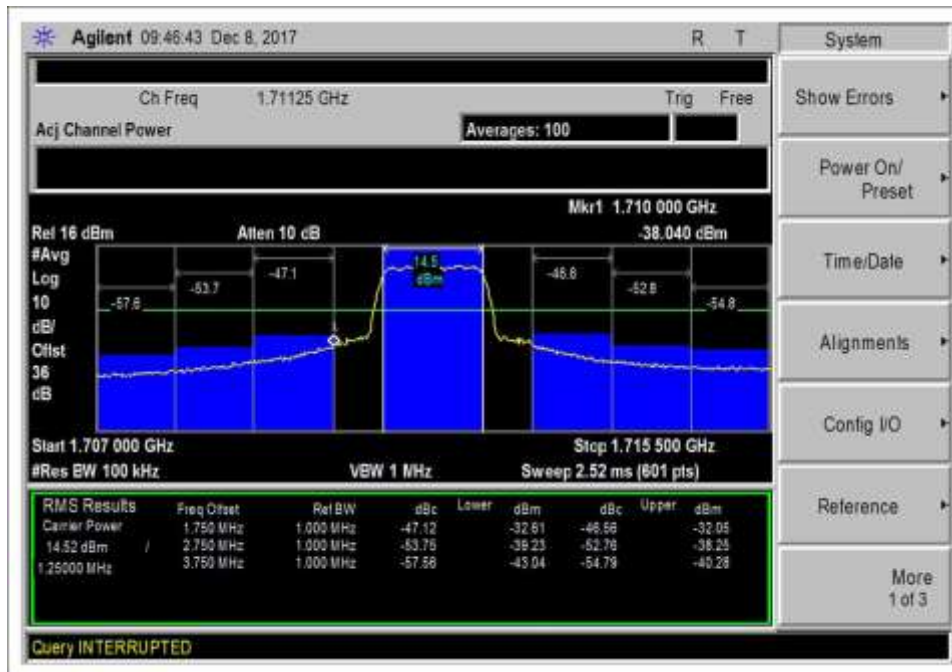 Agilent 09:46:43 Dec 8, 2017 R T
System
Ch Freq 1.71125 GHz Trig Free
Show Errors
Acj Channel Power Averages: 100
Power On/
Preset
Mkr1 1.710 000 GHz
Rel 16 dBm Atten 10 dB -38.040 dBm
#Avg
Log
10
dB/
Offst
36
dB
-57.6 -53.7 -47.1 14.5 dBm -46.6 -52.8 -54.8
1
Time/Date
Alignments
Start 1.707 000 GHz Stop 1.715 500 GHz
#Res BW 100 kHz VBW 1 MHz Sweep 2.52 ms (601 pts)
Config I/O
RMS Results Freq Offset Ref BW dBc Lower dBm dBc Upper dBm
Carrier Power 1.750 MHz 1.000 MHz -47.12 -32.61 -46.56 -32.05
14.52 dBm / 2.750 MHz 1.000 MHz -53.75 -39.23 -52.76 -38.25
1.25000 MHz 3.750 MHz 1.000 MHz -57.56 -43.04 -54.79 -40.28
Reference
More
1 of 3
Query INTERRUPTED